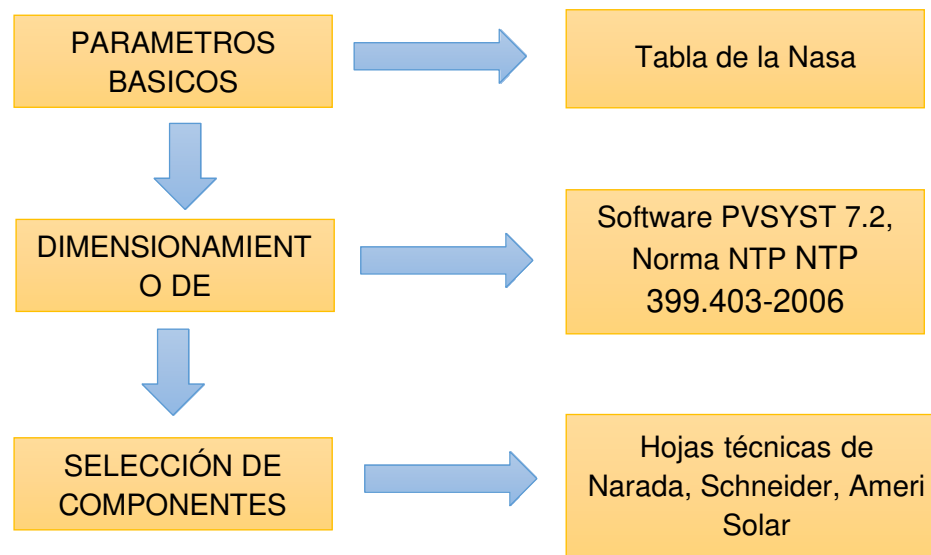 PARAMETROS
BASICOS
Tabla de la Nasa
DIMENSIONAMIENT
O DE
Software PVSYST 7.2,
Norma NTP NTP
399.403-2006
SELECCIÓN DE
COMPONENTES
Hojas técnicas de
Narada, Schneider, Ameri
Solar